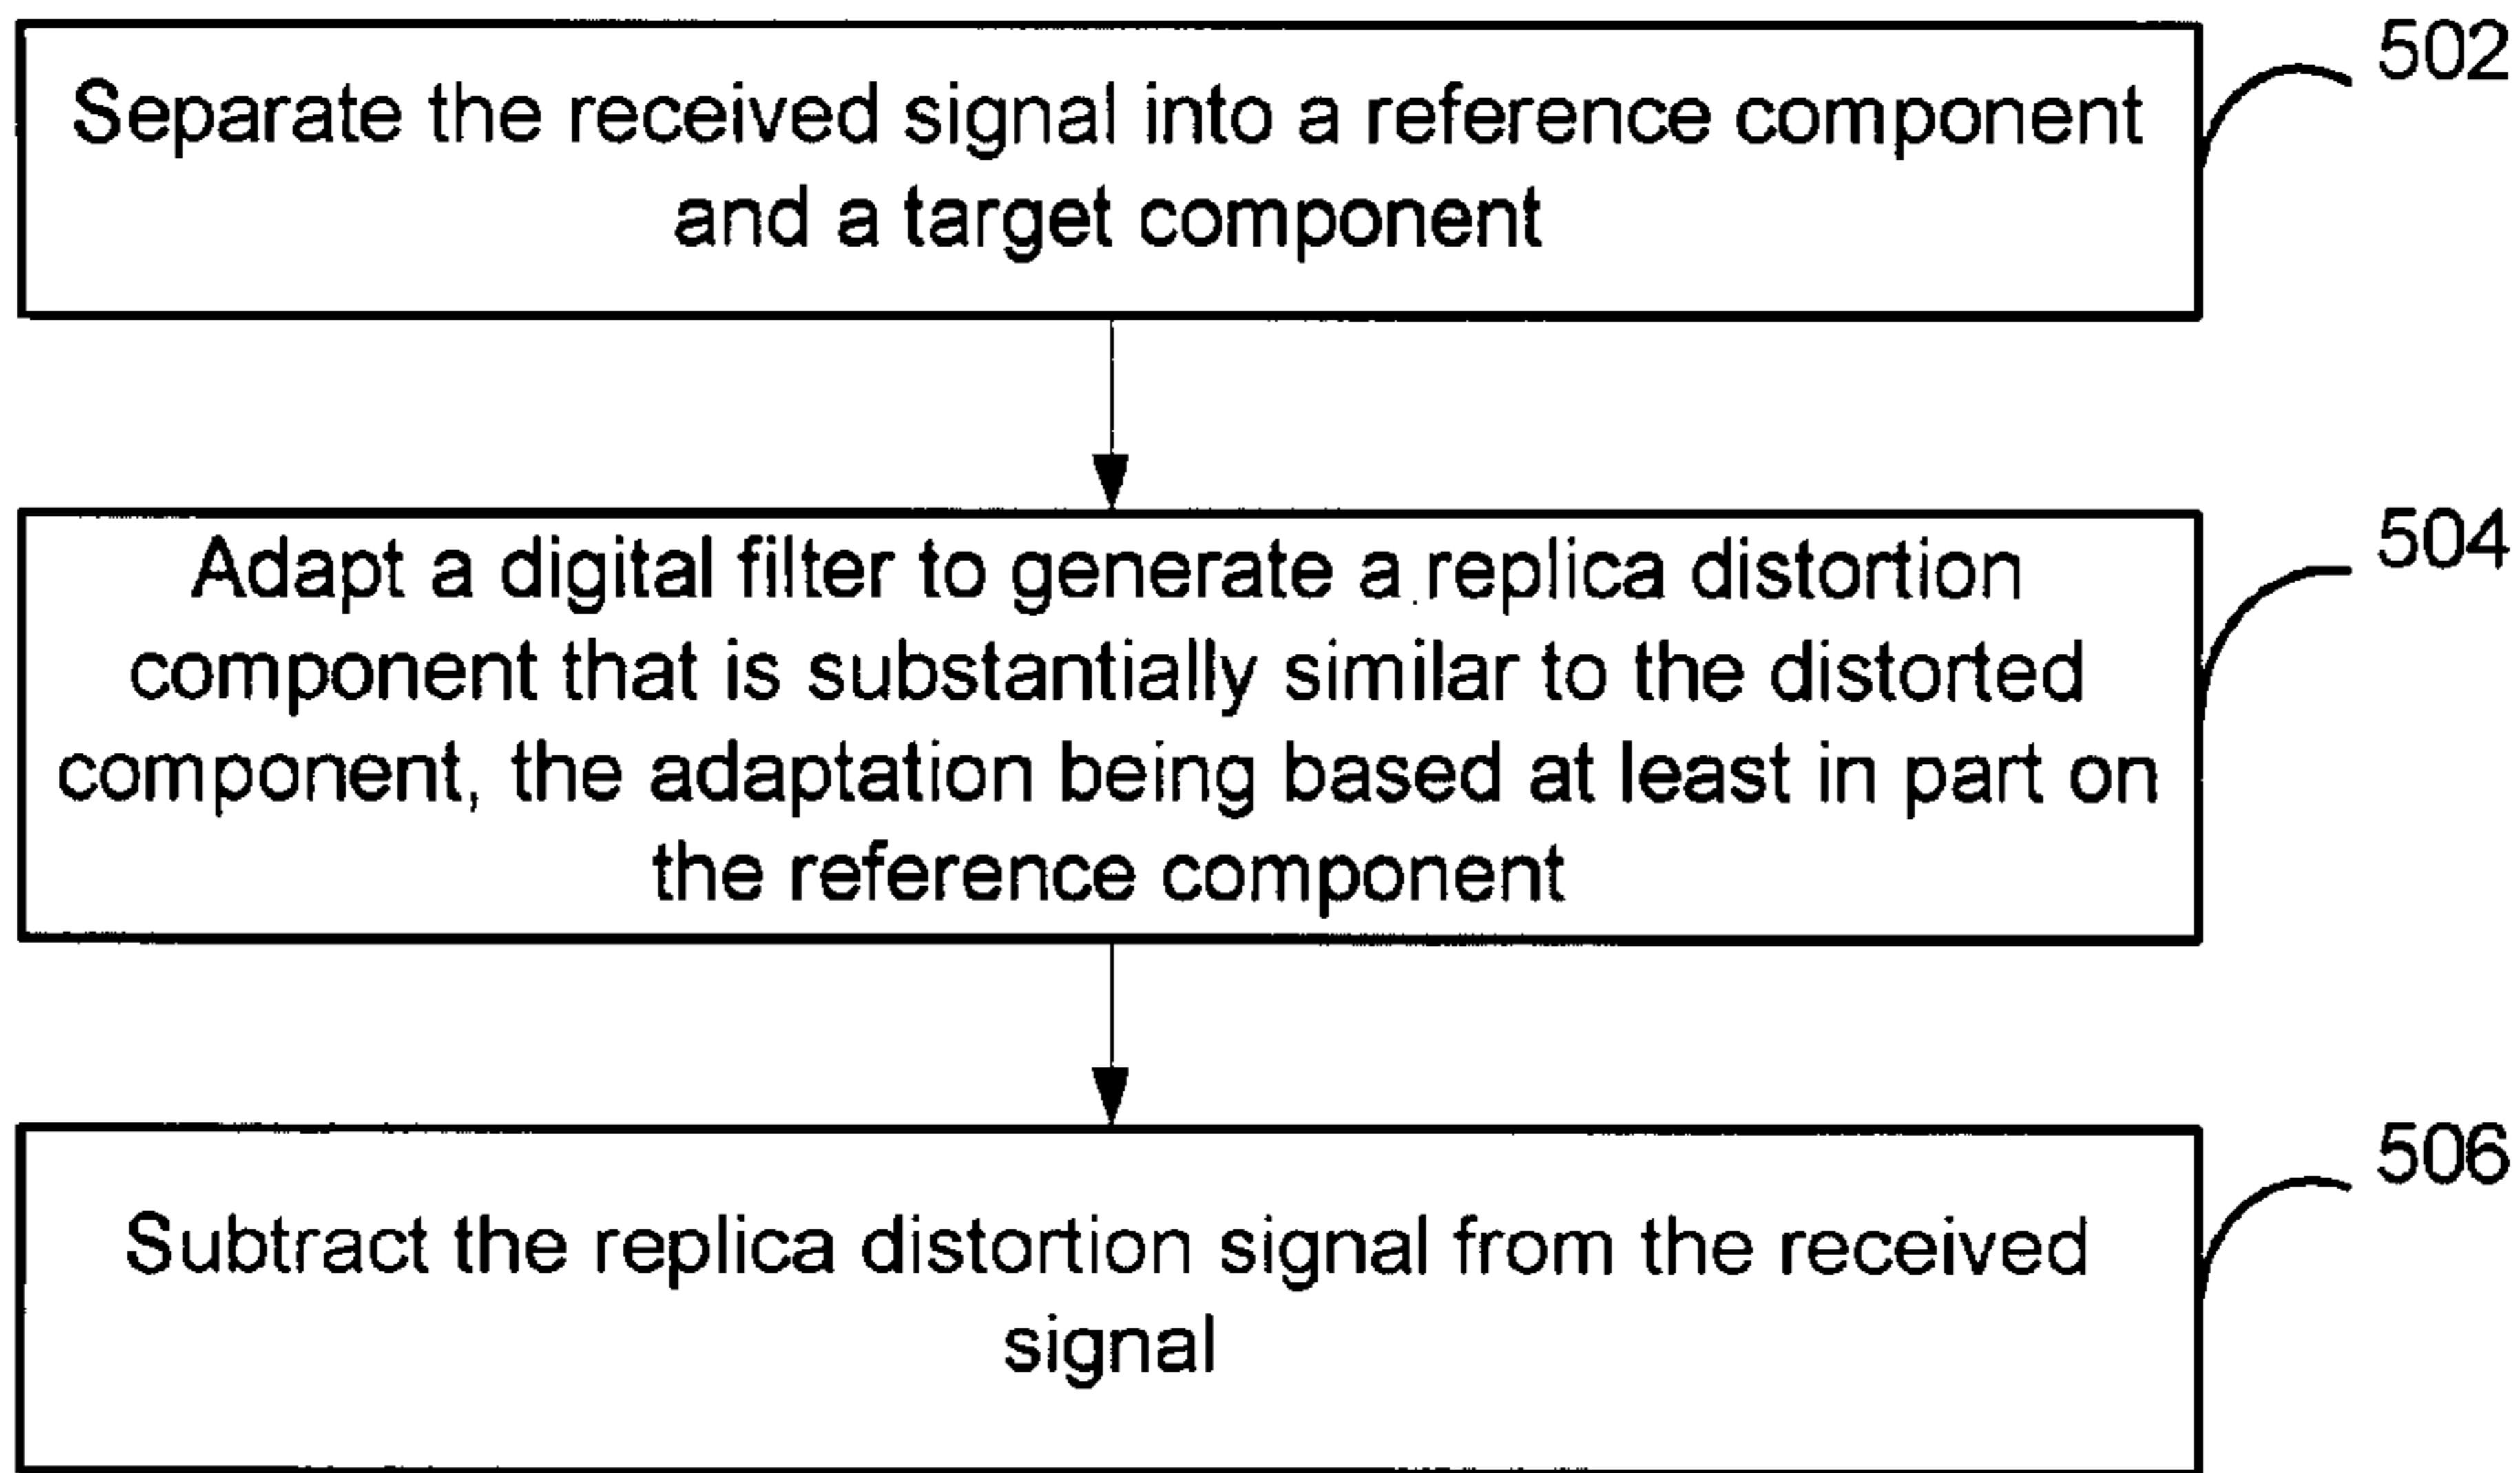 Separate the received signal into a reference component
and a target component
502
Adapt a digital filter to generate a replica distortion
component that is substantially similar to the distorted
component, the adaptation being based at least in part on
the reference component
504
Subtract the replica distortion signal from the received
signal
506